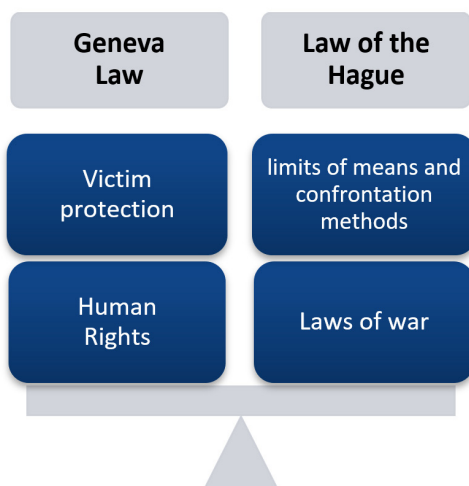 Geneva
Law
Law of the
Hague
Victim
protection
limits of means and
confrontation
methods
Human
Rights
Laws of war